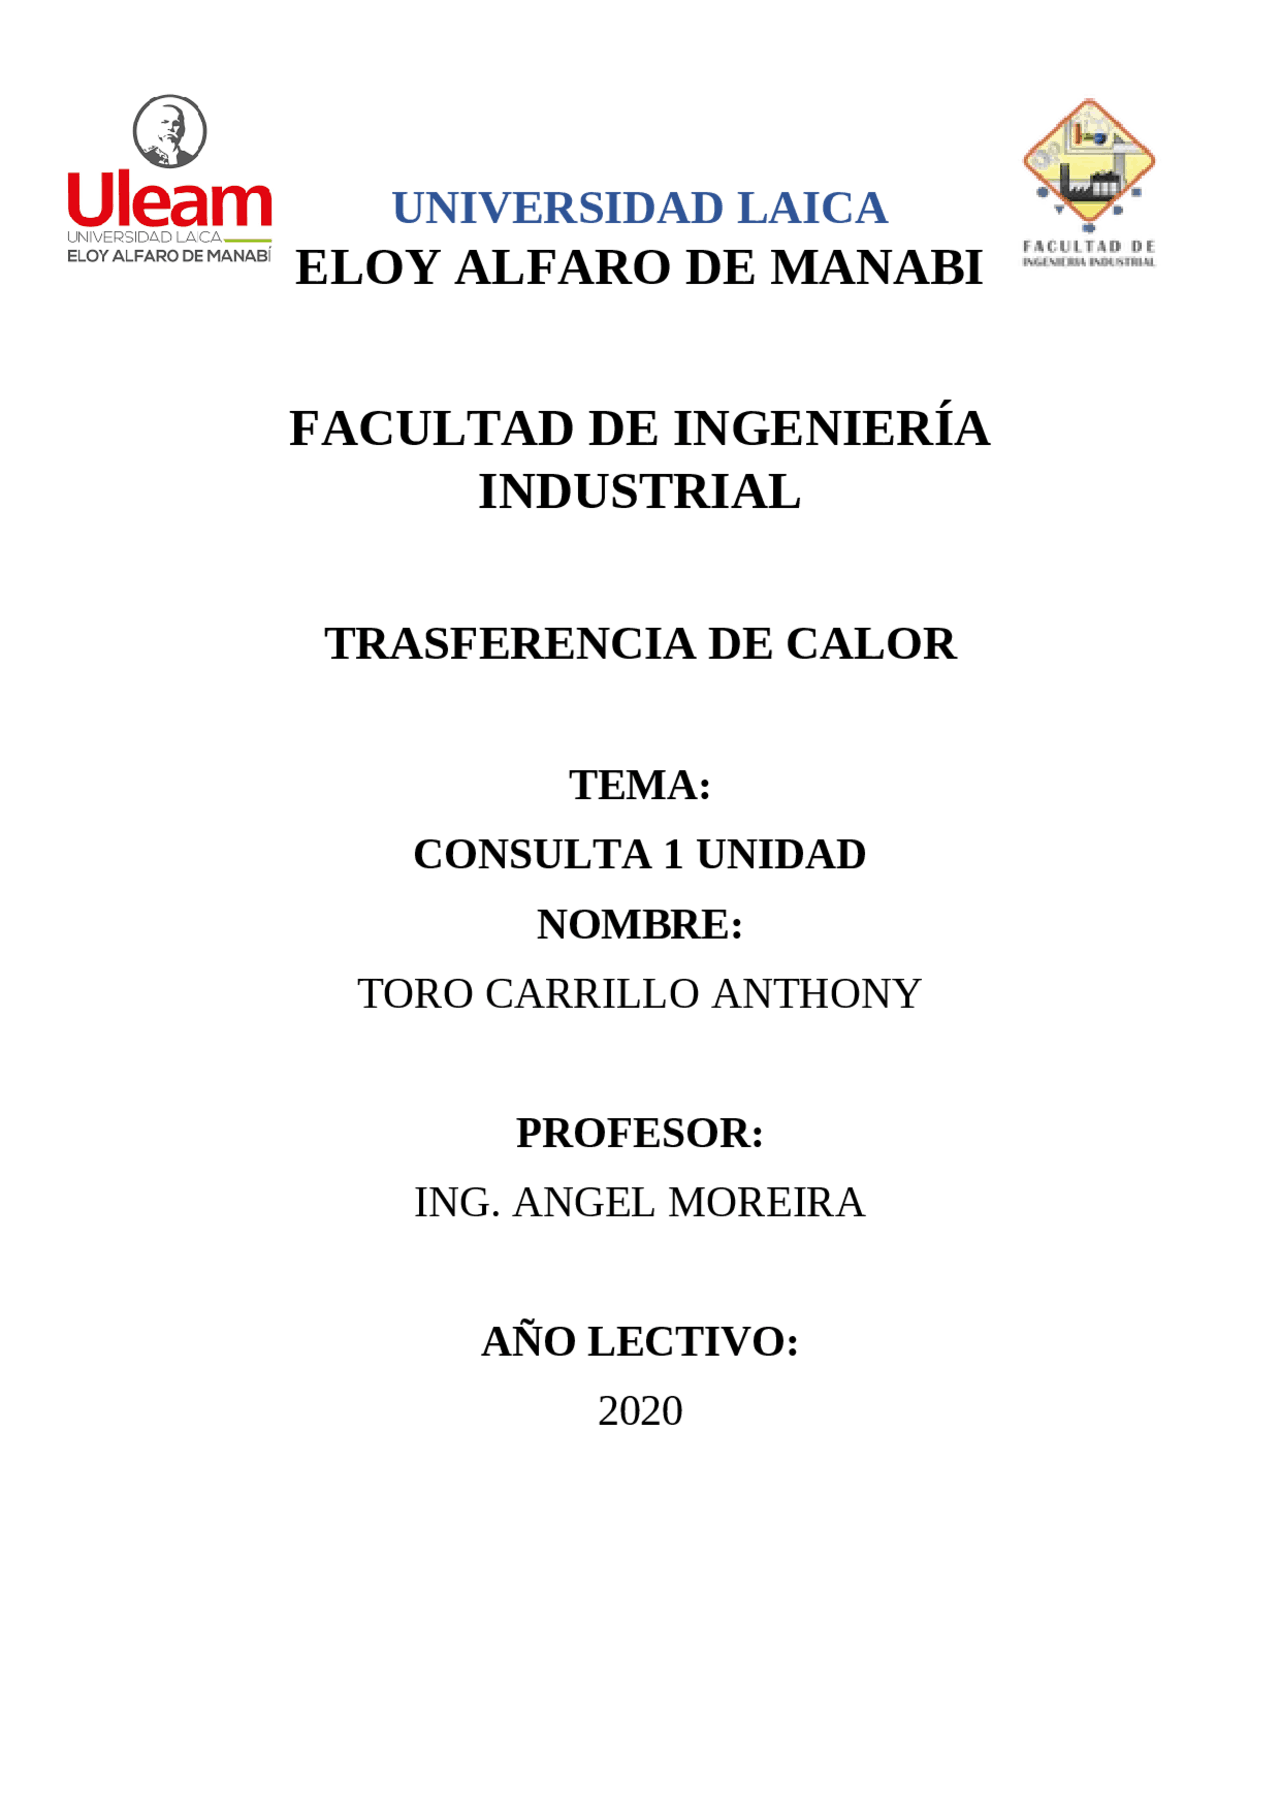 Uleam
UNIVERSIDAD LAICA
ELOY ALFARO DE MANABÍ
FACULTAD DE
INGENIERIA INDUSTRIAL
UNIVERSIDAD LAICA
ELOY ALFARO DE MANABI
FACULTAD DE INGENIERÍA
INDUSTRIAL
TRASFERENCIA DE CALOR
TEMA:
CONSULTA 1 UNIDAD
NOMBRE:
TORO CARRILLO ANTHONY
PROFESOR:
ING. ANGEL MOREIRA
AÑO LECTIVO:
2020